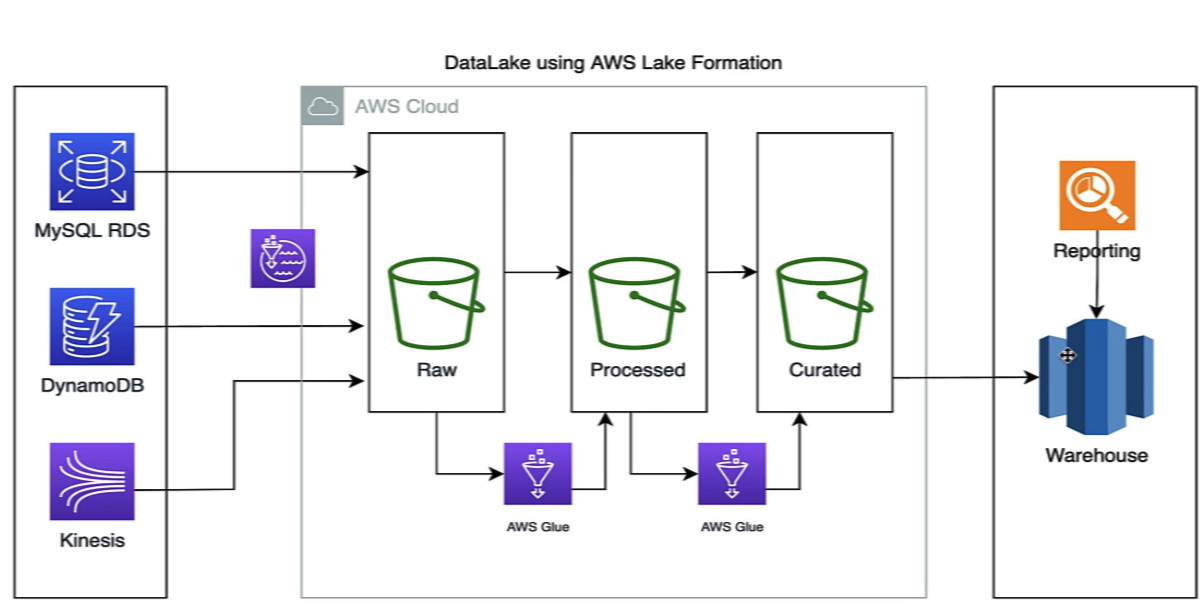 DataLake using AWS Lake Formation
AWS Cloud
MySQL RDS
DynamoDB
Kinesis
Raw
Processed
Curated
AWS Glue
AWS Glue
Reporting
Warehouse